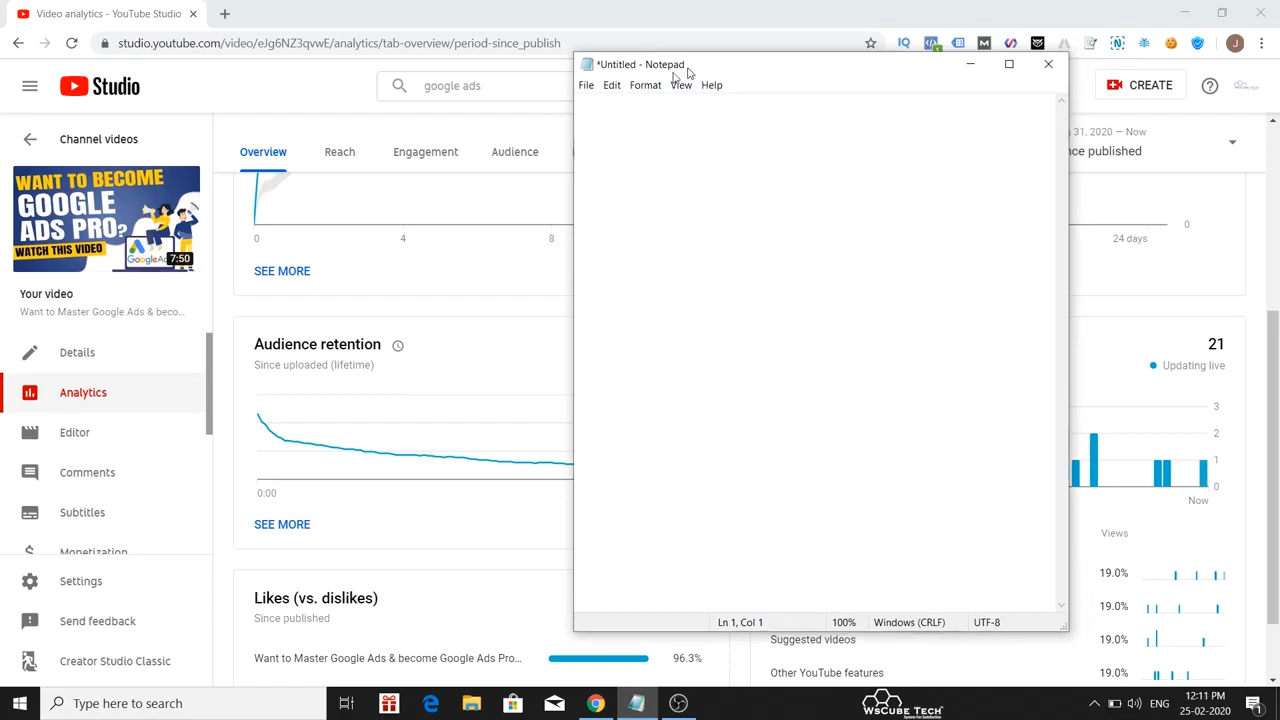 Video analytics - YouTube Studio
studio.youtube.com/video/eJg6NZ3qvwE/analytics/tab-overview/period-since_publish
*Untitled - Notepad
File Edit Format View Help
Studio
google ads
CREATE
Channel videos
Overview Reach Engagement Audience
31, 2020 — Now
nce published
WANT TO BECOME
GOOGLE
ADS PRO?
WATCH THIS VIDEO
GoogleAds
7:50
0 4 8 24 days 0
SEE MORE
Your video
Want to Master Google Ads & beco...
Details
Analytics
Editor
Comments
Subtitles
Monetization
Settings
Send feedback
Creator Studio Classic
Audience retention
Since uploaded (lifetime)
0:00
SEE MORE
21
Updating live
3
2
1
0
Now
Views
19.0%
19.0%
19.0%
Suggested videos
Other YouTube features
Likes (vs. dislikes)
Since published
Want to Master Google Ads & become Google Ads Pro... 96.3%
Ln 1, Col 1 100% Windows (CRLF) UTF-8
Type here to search
WsCube Tech
System For Satisfaction
ENG
12:11 PM
25-02-2020